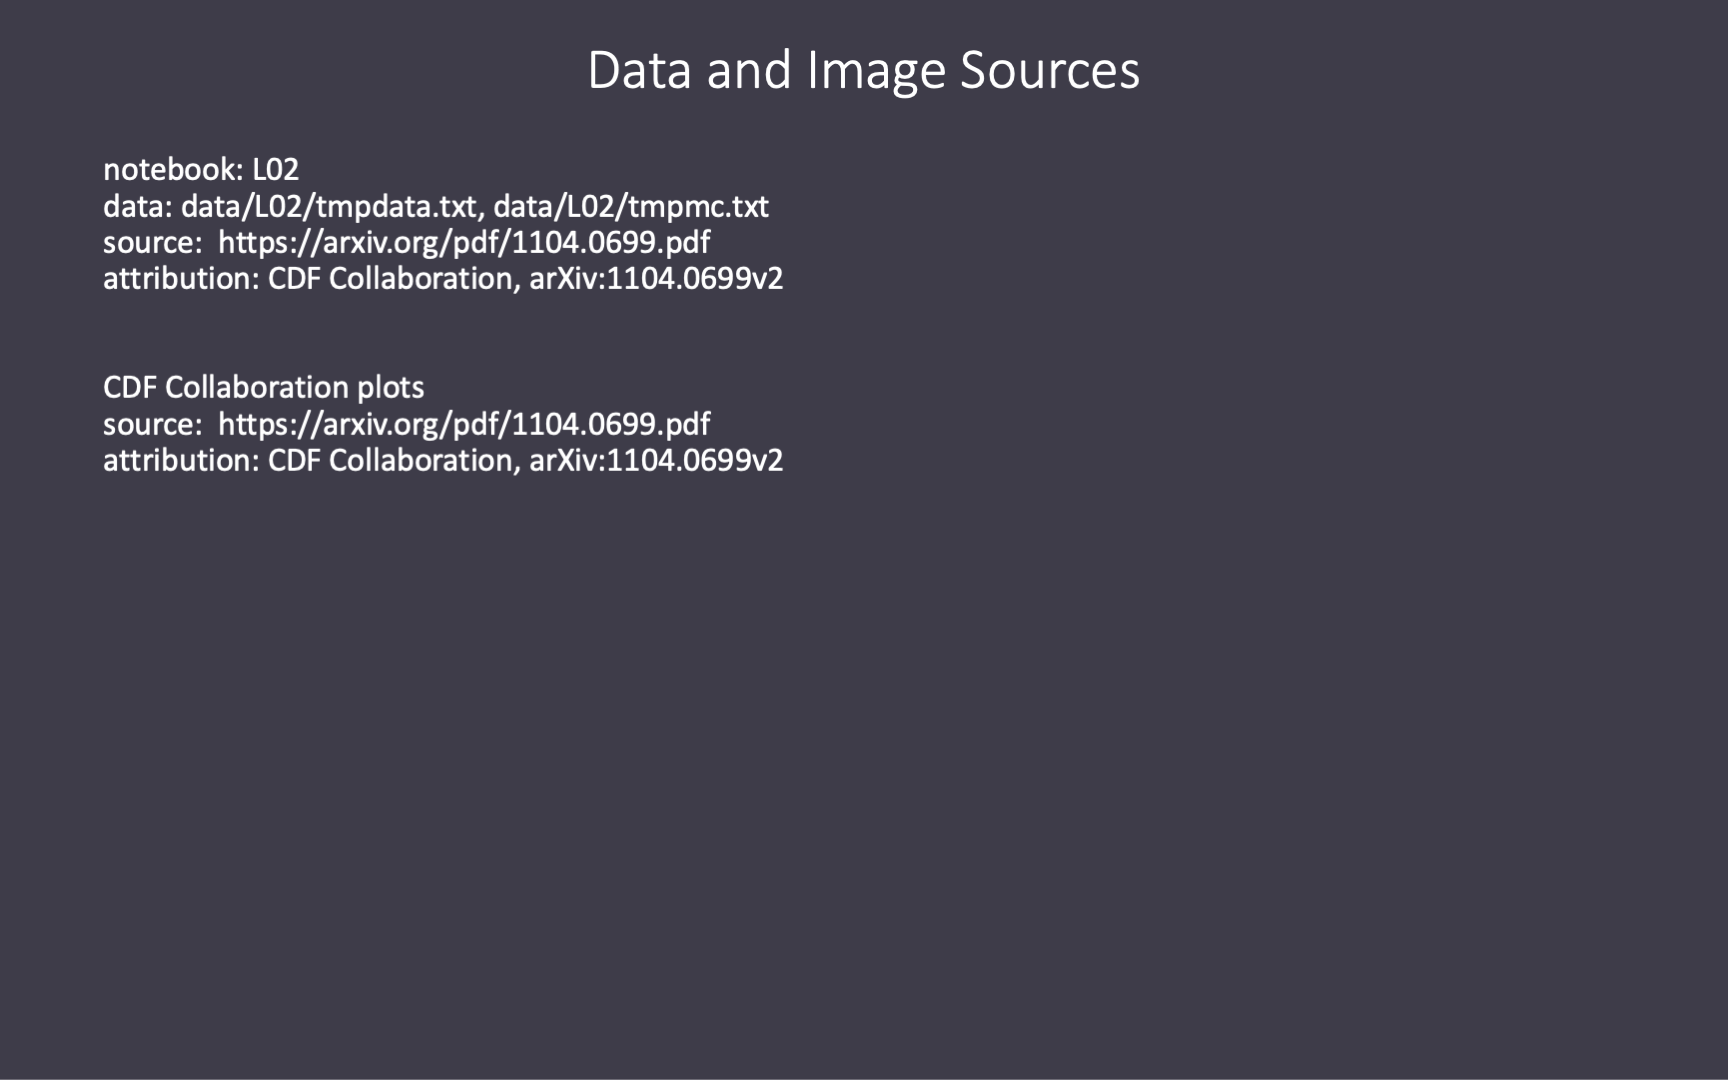 Data and Image Sources
notebook: L02
data: data/L02/tmpdata.txt, data/L02/tmpmc.txt
source:  https://arxiv.org/pdf/1104.0699.pdf
attribution: CDF Collaboration, arXiv:1104.0699v2
CDF Collaboration plots
source:  https://arxiv.org/pdf/1104.0699.pdf
attribution: CDF Collaboration, arXiv:1104.0699v2